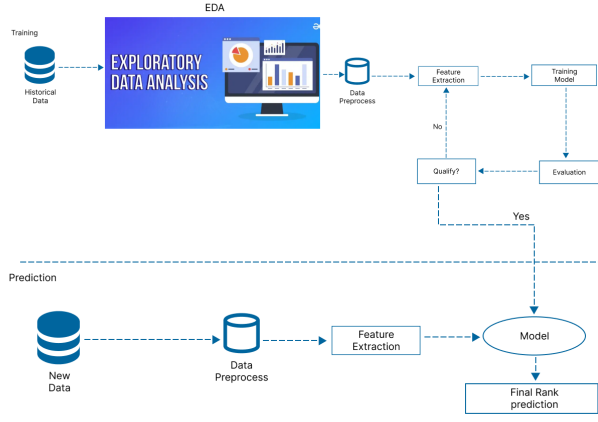 EDA
Training
EXPLORATORY
DATA ANALYSIS
Historical
Data
Data
Preprocess
Feature
Extraction
Training
Model
No
Qualify?
Evaluation
Yes
Prediction
New
Data
Data
Preprocess
Feature
Extraction
Model
Final Rank
prediction